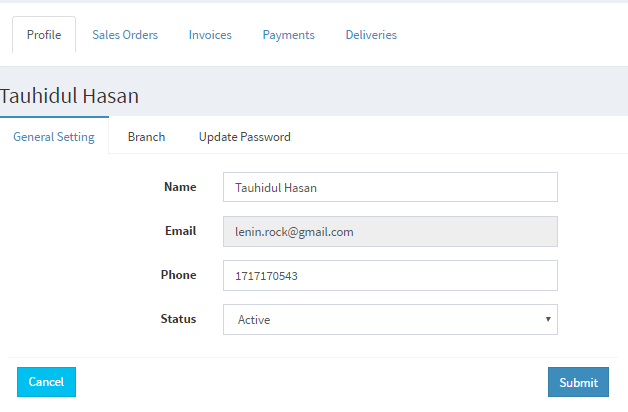 Profile Sales Orders Invoices Payments Deliveries
Tauhidul Hasan
General Setting Branch Update Password
Name Tauhidul Hasan
Email lenin.rock@gmail.com
Phone 1717170543
Status Active
Cancel Submit